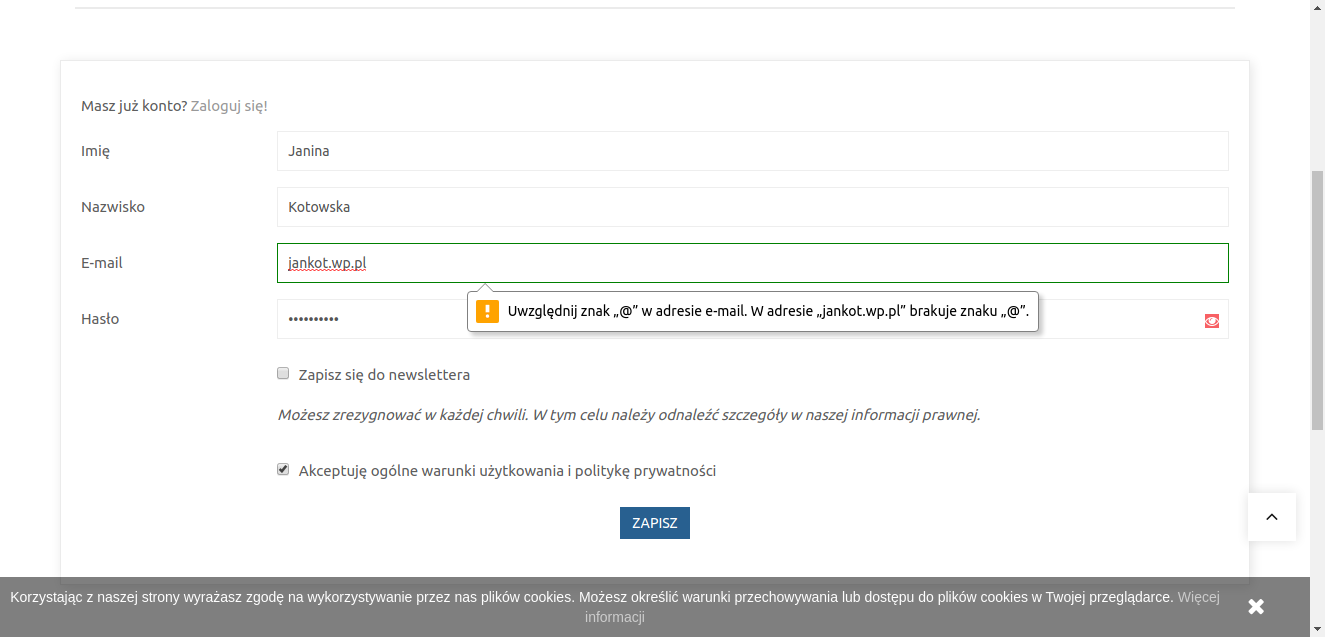 Masz już konto? Zaloguj się!
Imię
Janina
Nazwisko
Kotowska
E-mail
jankot.wp.pl
Uwzględnij znak „@” w adresie e-mail. W adresie „jankot.wp.pl” brakuje znaku „@”.
Hasło
••••••••••
Zapisz się do newslettera
Możesz zrezygnować w każdej chwili. W tym celu należy odnaleźć szczegóły w naszej informacji prawnej.
Akceptuję ogólne warunki użytkowania i politykę prywatności
ZAPISZ
Korzystając z naszej strony wyrażasz zgodę na wykorzystywanie przez nas plików cookies. Możesz określić warunki przechowywania lub dostępu do plików cookies w Twojej przeglądarce. Więcej
informacji